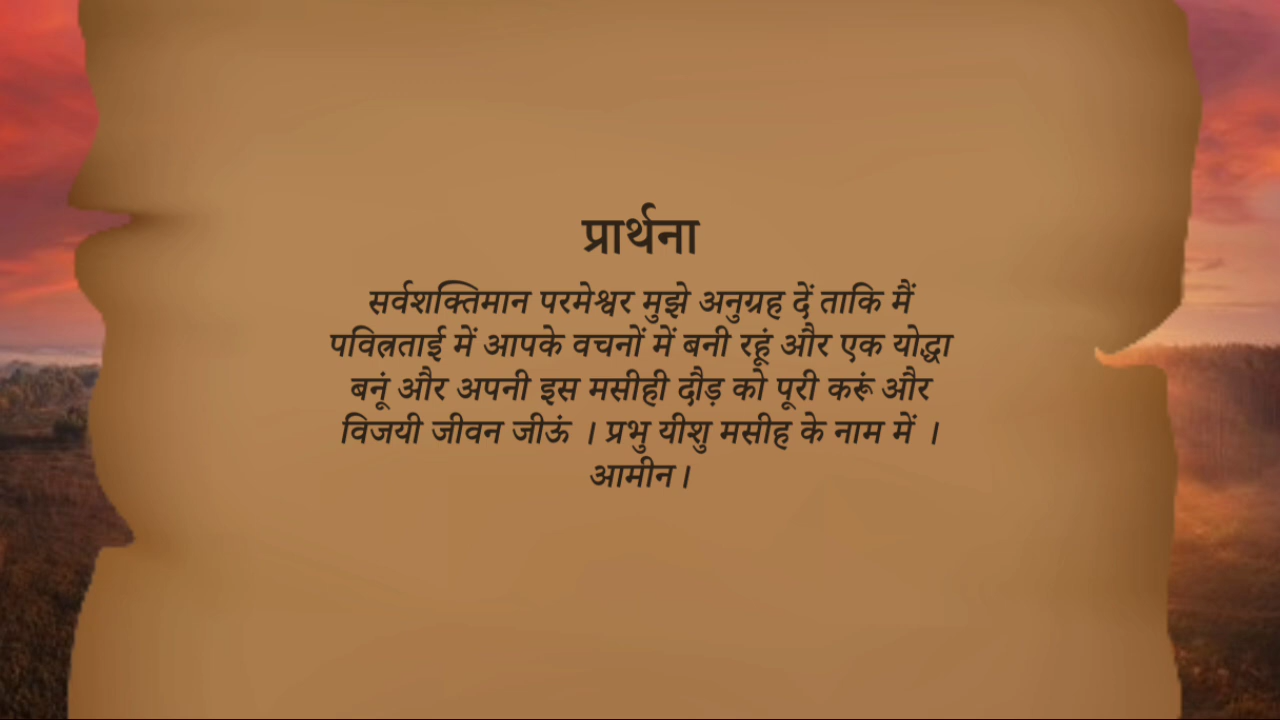 प्रार्थना
सर्वशक्तिमान परमेश्वर मुझे अनुग्रह दें ताकि मैं
पवित्रताई में आपके वचनों में बनी रहूं और एक योद्धा
बनूं और अपनी इस मसीही दौड़ को पूरी करूं और
विजयी जीवन जीऊं । प्रभु यीशु मसीह के नाम में ।
आमीन।